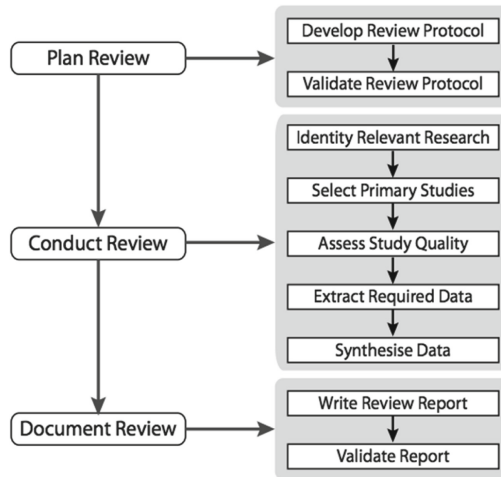 Plan Review
Develop Review Protocol
Validate Review Protocol
Conduct Review
Identity Relevant Research
Select Primary Studies
Assess Study Quality
Extract Required Data
Synthesise Data
Document Review
Write Review Report
Validate Report